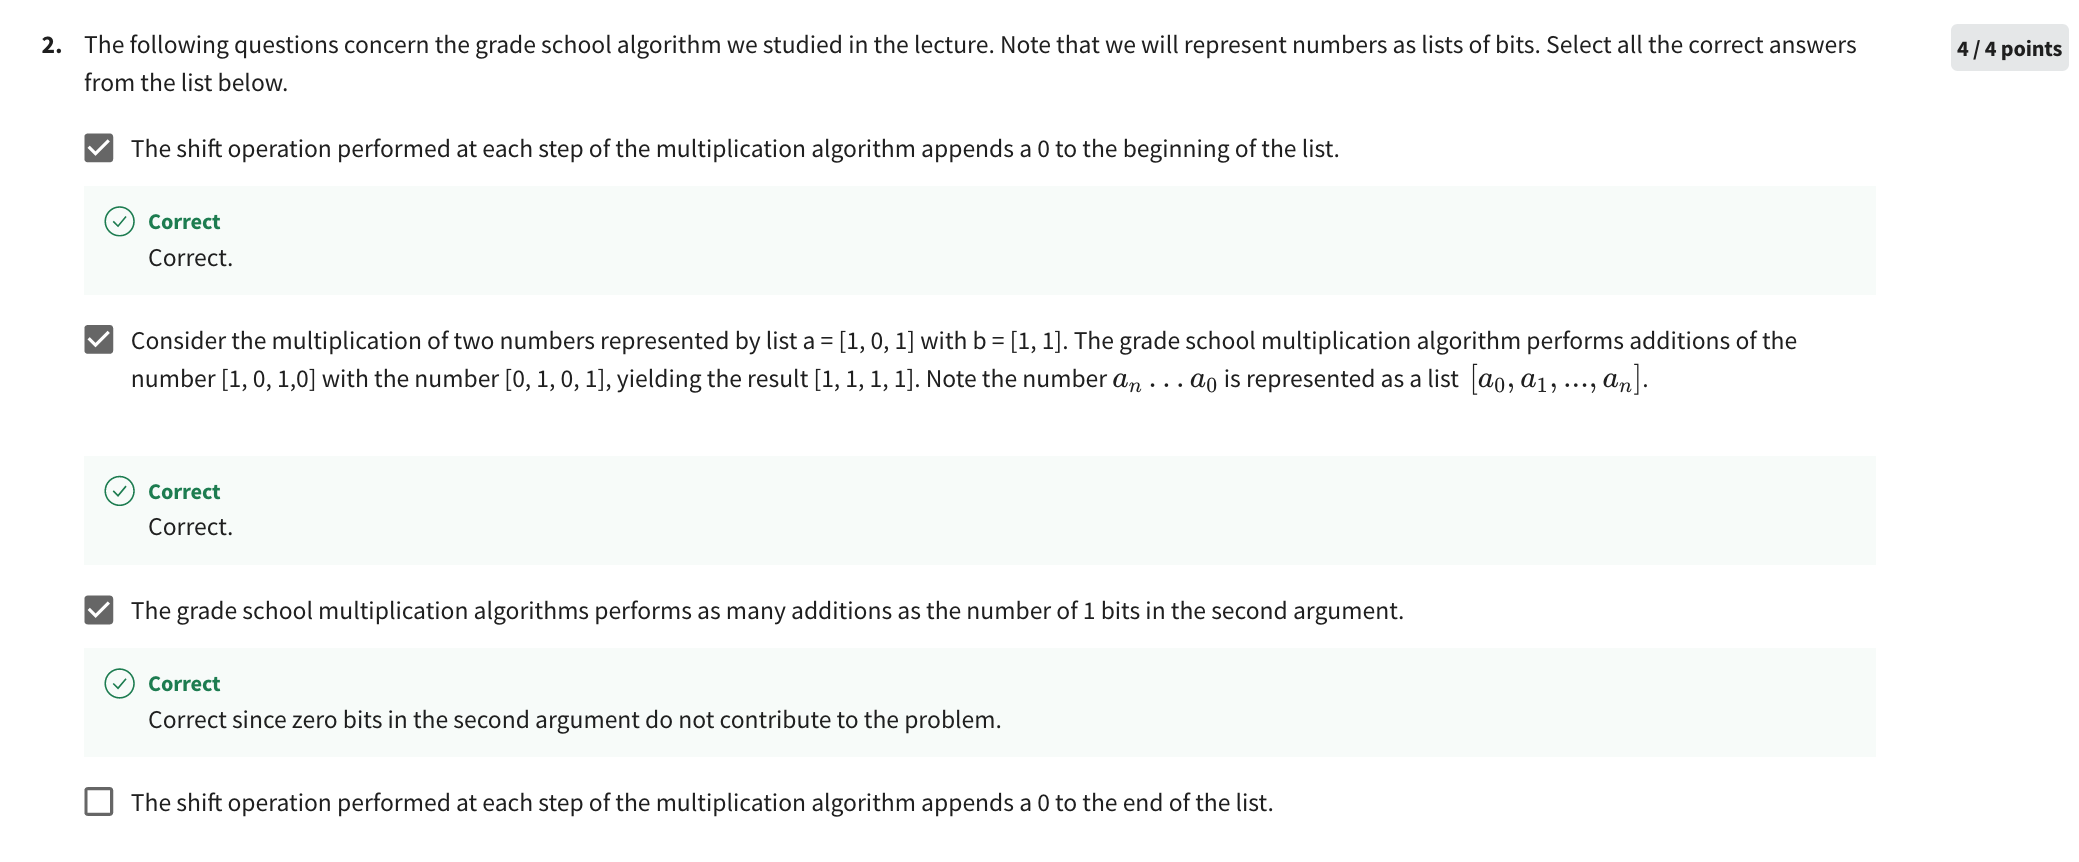 2. The following questions concern the grade school algorithm we studied in the lecture. Note that we will represent numbers as lists of bits. Select all the correct answers
from the list below.
4 / 4 points
The shift operation performed at each step of the multiplication algorithm appends a 0 to the beginning of the list.
Correct
Correct.
Consider the multiplication of two numbers represented by list a = [1, 0, 1] with b = [1, 1]. The grade school multiplication algorithm performs additions of the
number [1, 0, 1,0] with the number [0, 1, 0, 1], yielding the result [1, 1, 1, 1]. Note the number aₙ . . . a₀ is represented as a list [a₀, a₁, ..., aₙ].
Correct
Correct.
The grade school multiplication algorithms performs as many additions as the number of 1 bits in the second argument.
Correct
Correct since zero bits in the second argument do not contribute to the problem.
The shift operation performed at each step of the multiplication algorithm appends a 0 to the end of the list.